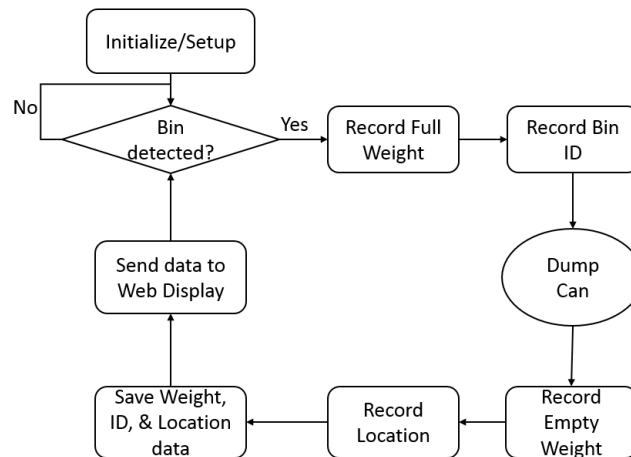 Initialize/Setup
No
Bin
detected?
Yes
Record Full
Weight
Record Bin
ID
Dump
Can
Record
Empty
Weight
Record
Location
Save Weight,
ID, & Location
data
Send data to
Web Display